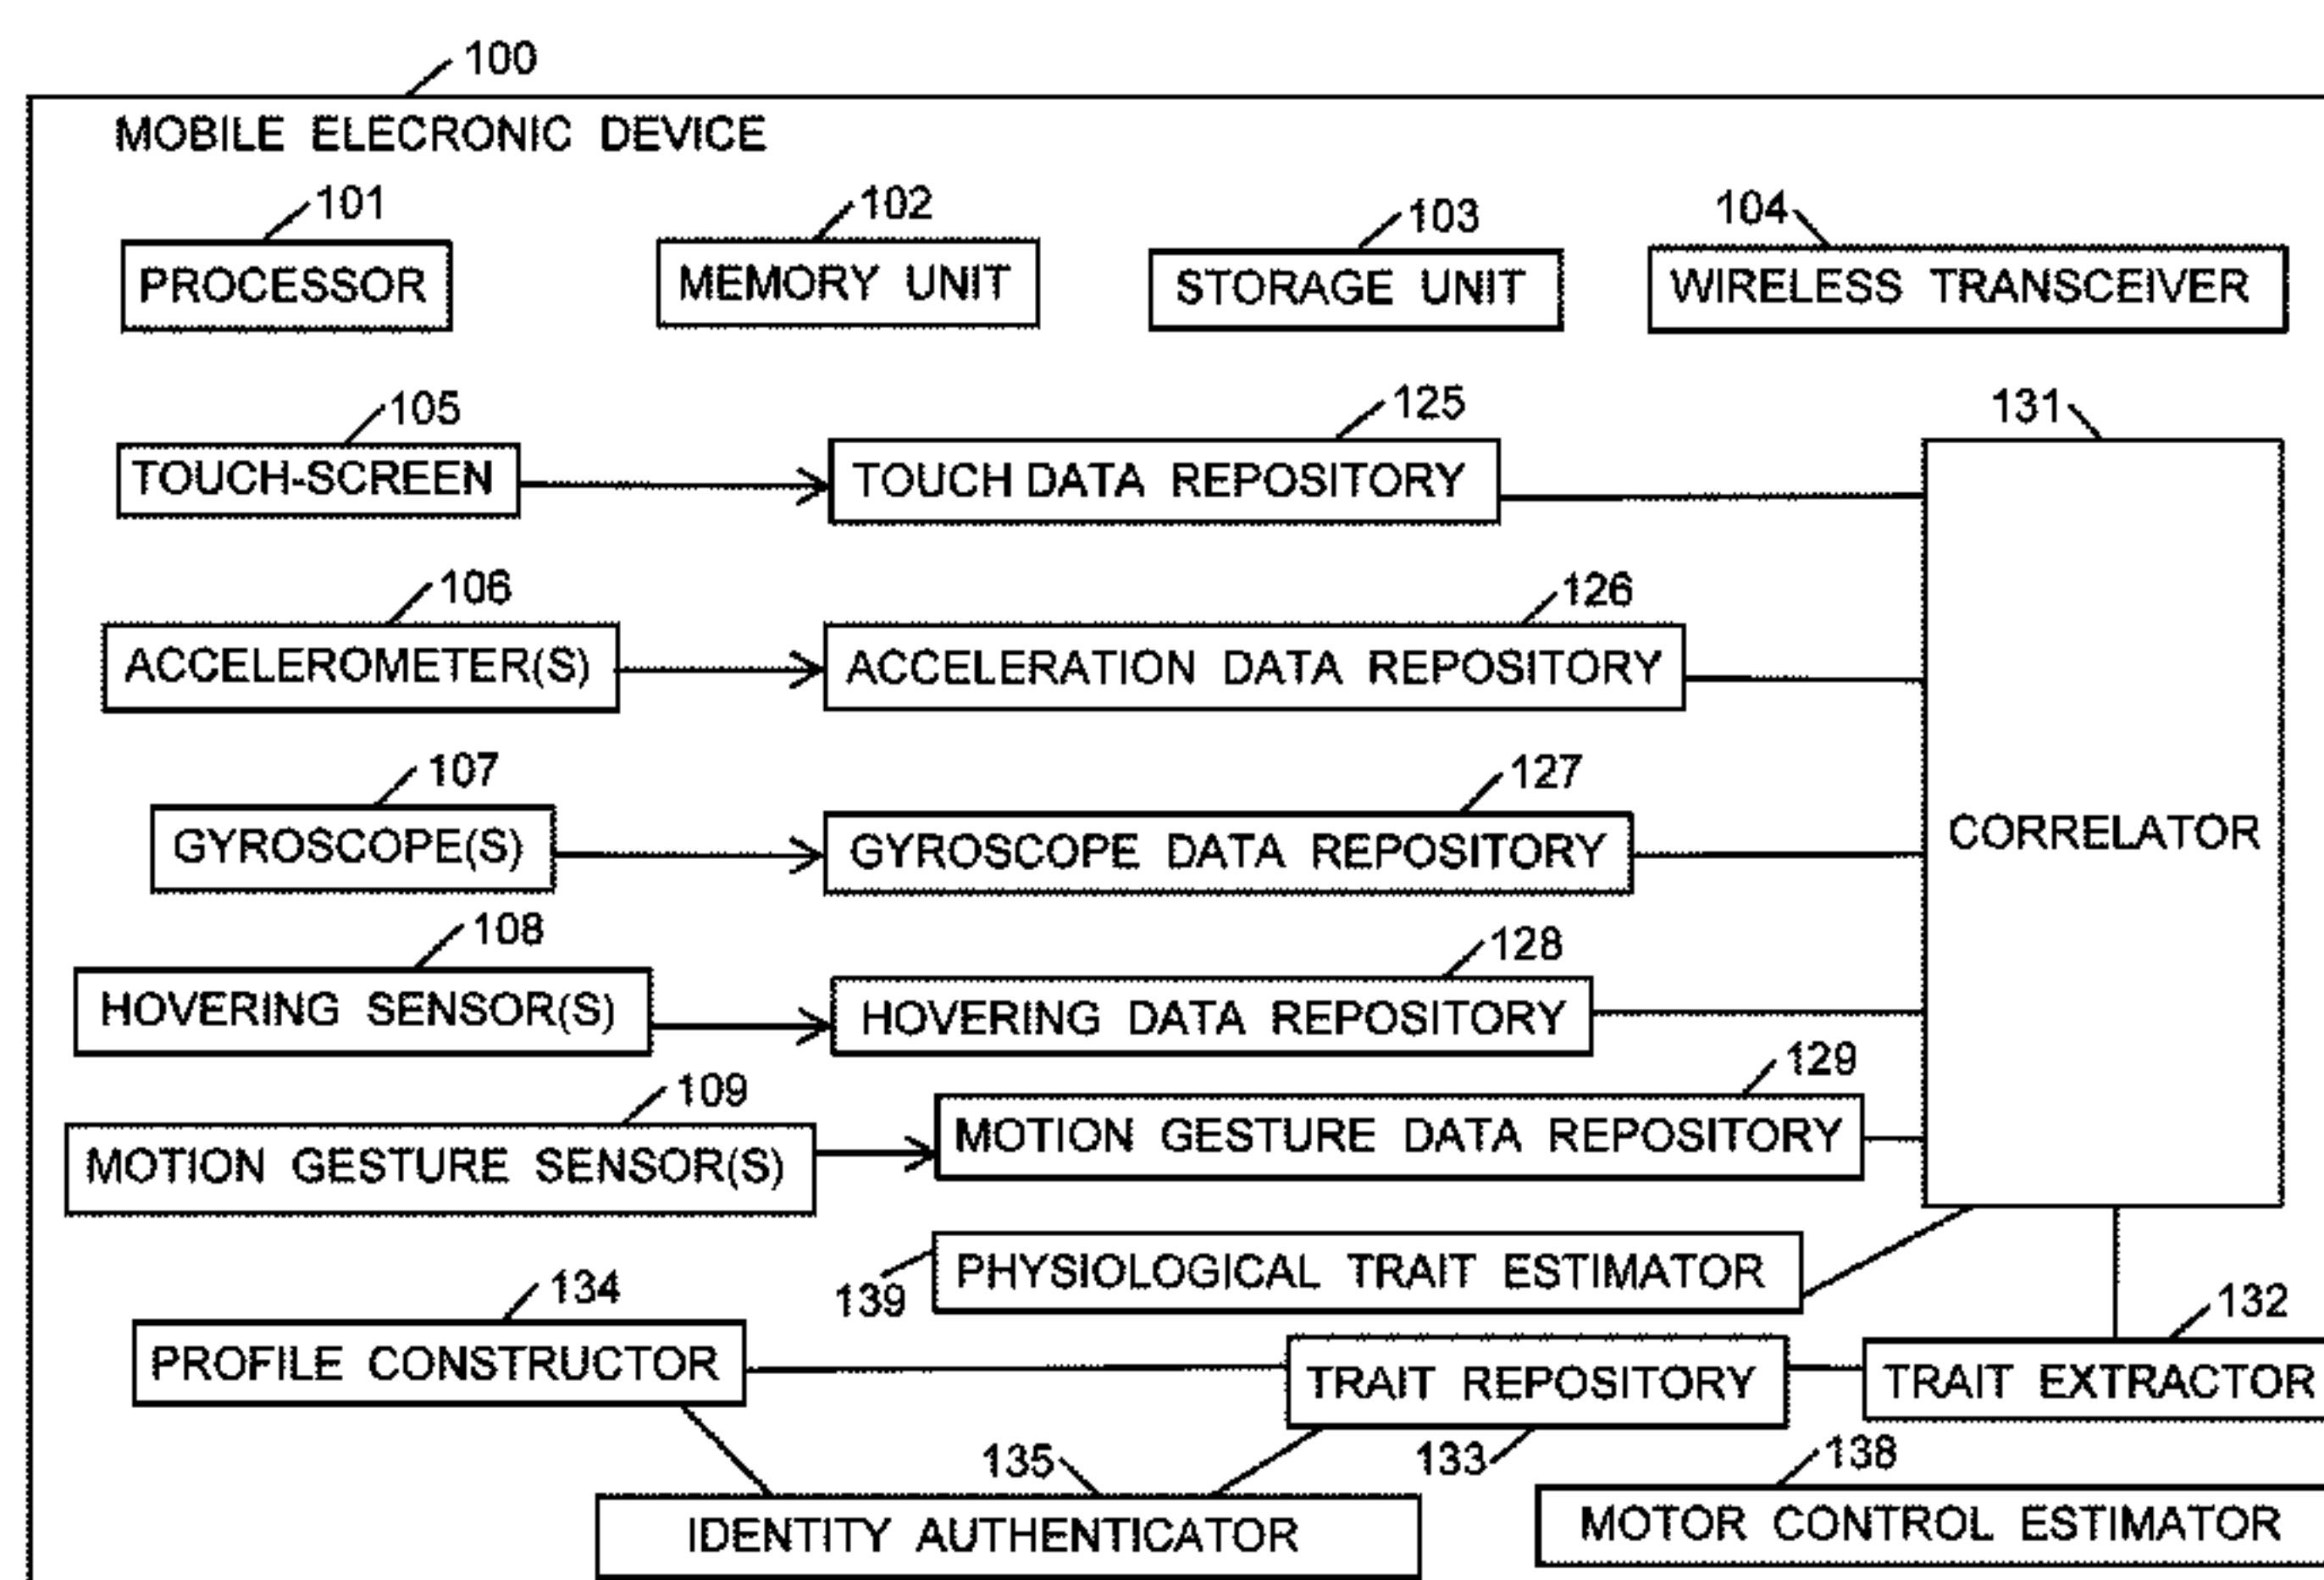 100
MOBILE ELECRONIC DEVICE
101 102 103 104
PROCESSOR MEMORY UNIT STORAGE UNIT WIRELESS TRANSCEIVER
105 125 131
TOUCH-SCREEN TOUCH DATA REPOSITORY
106 126
ACCELEROMETER(S) ACCELERATION DATA REPOSITORY
107 127
GYROSCOPE(S) GYROSCOPE DATA REPOSITORY CORRELATOR
108 128
HOVERING SENSOR(S) HOVERING DATA REPOSITORY
109 129
MOTION GESTURE SENSOR(S) MOTION GESTURE DATA REPOSITORY
139 PHYSIOLOGICAL TRAIT ESTIMATOR
134 132
PROFILE CONSTRUCTOR TRAIT REPOSITORY TRAIT EXTRACTOR
135 133 138
IDENTITY AUTHENTICATOR MOTOR CONTROL ESTIMATOR